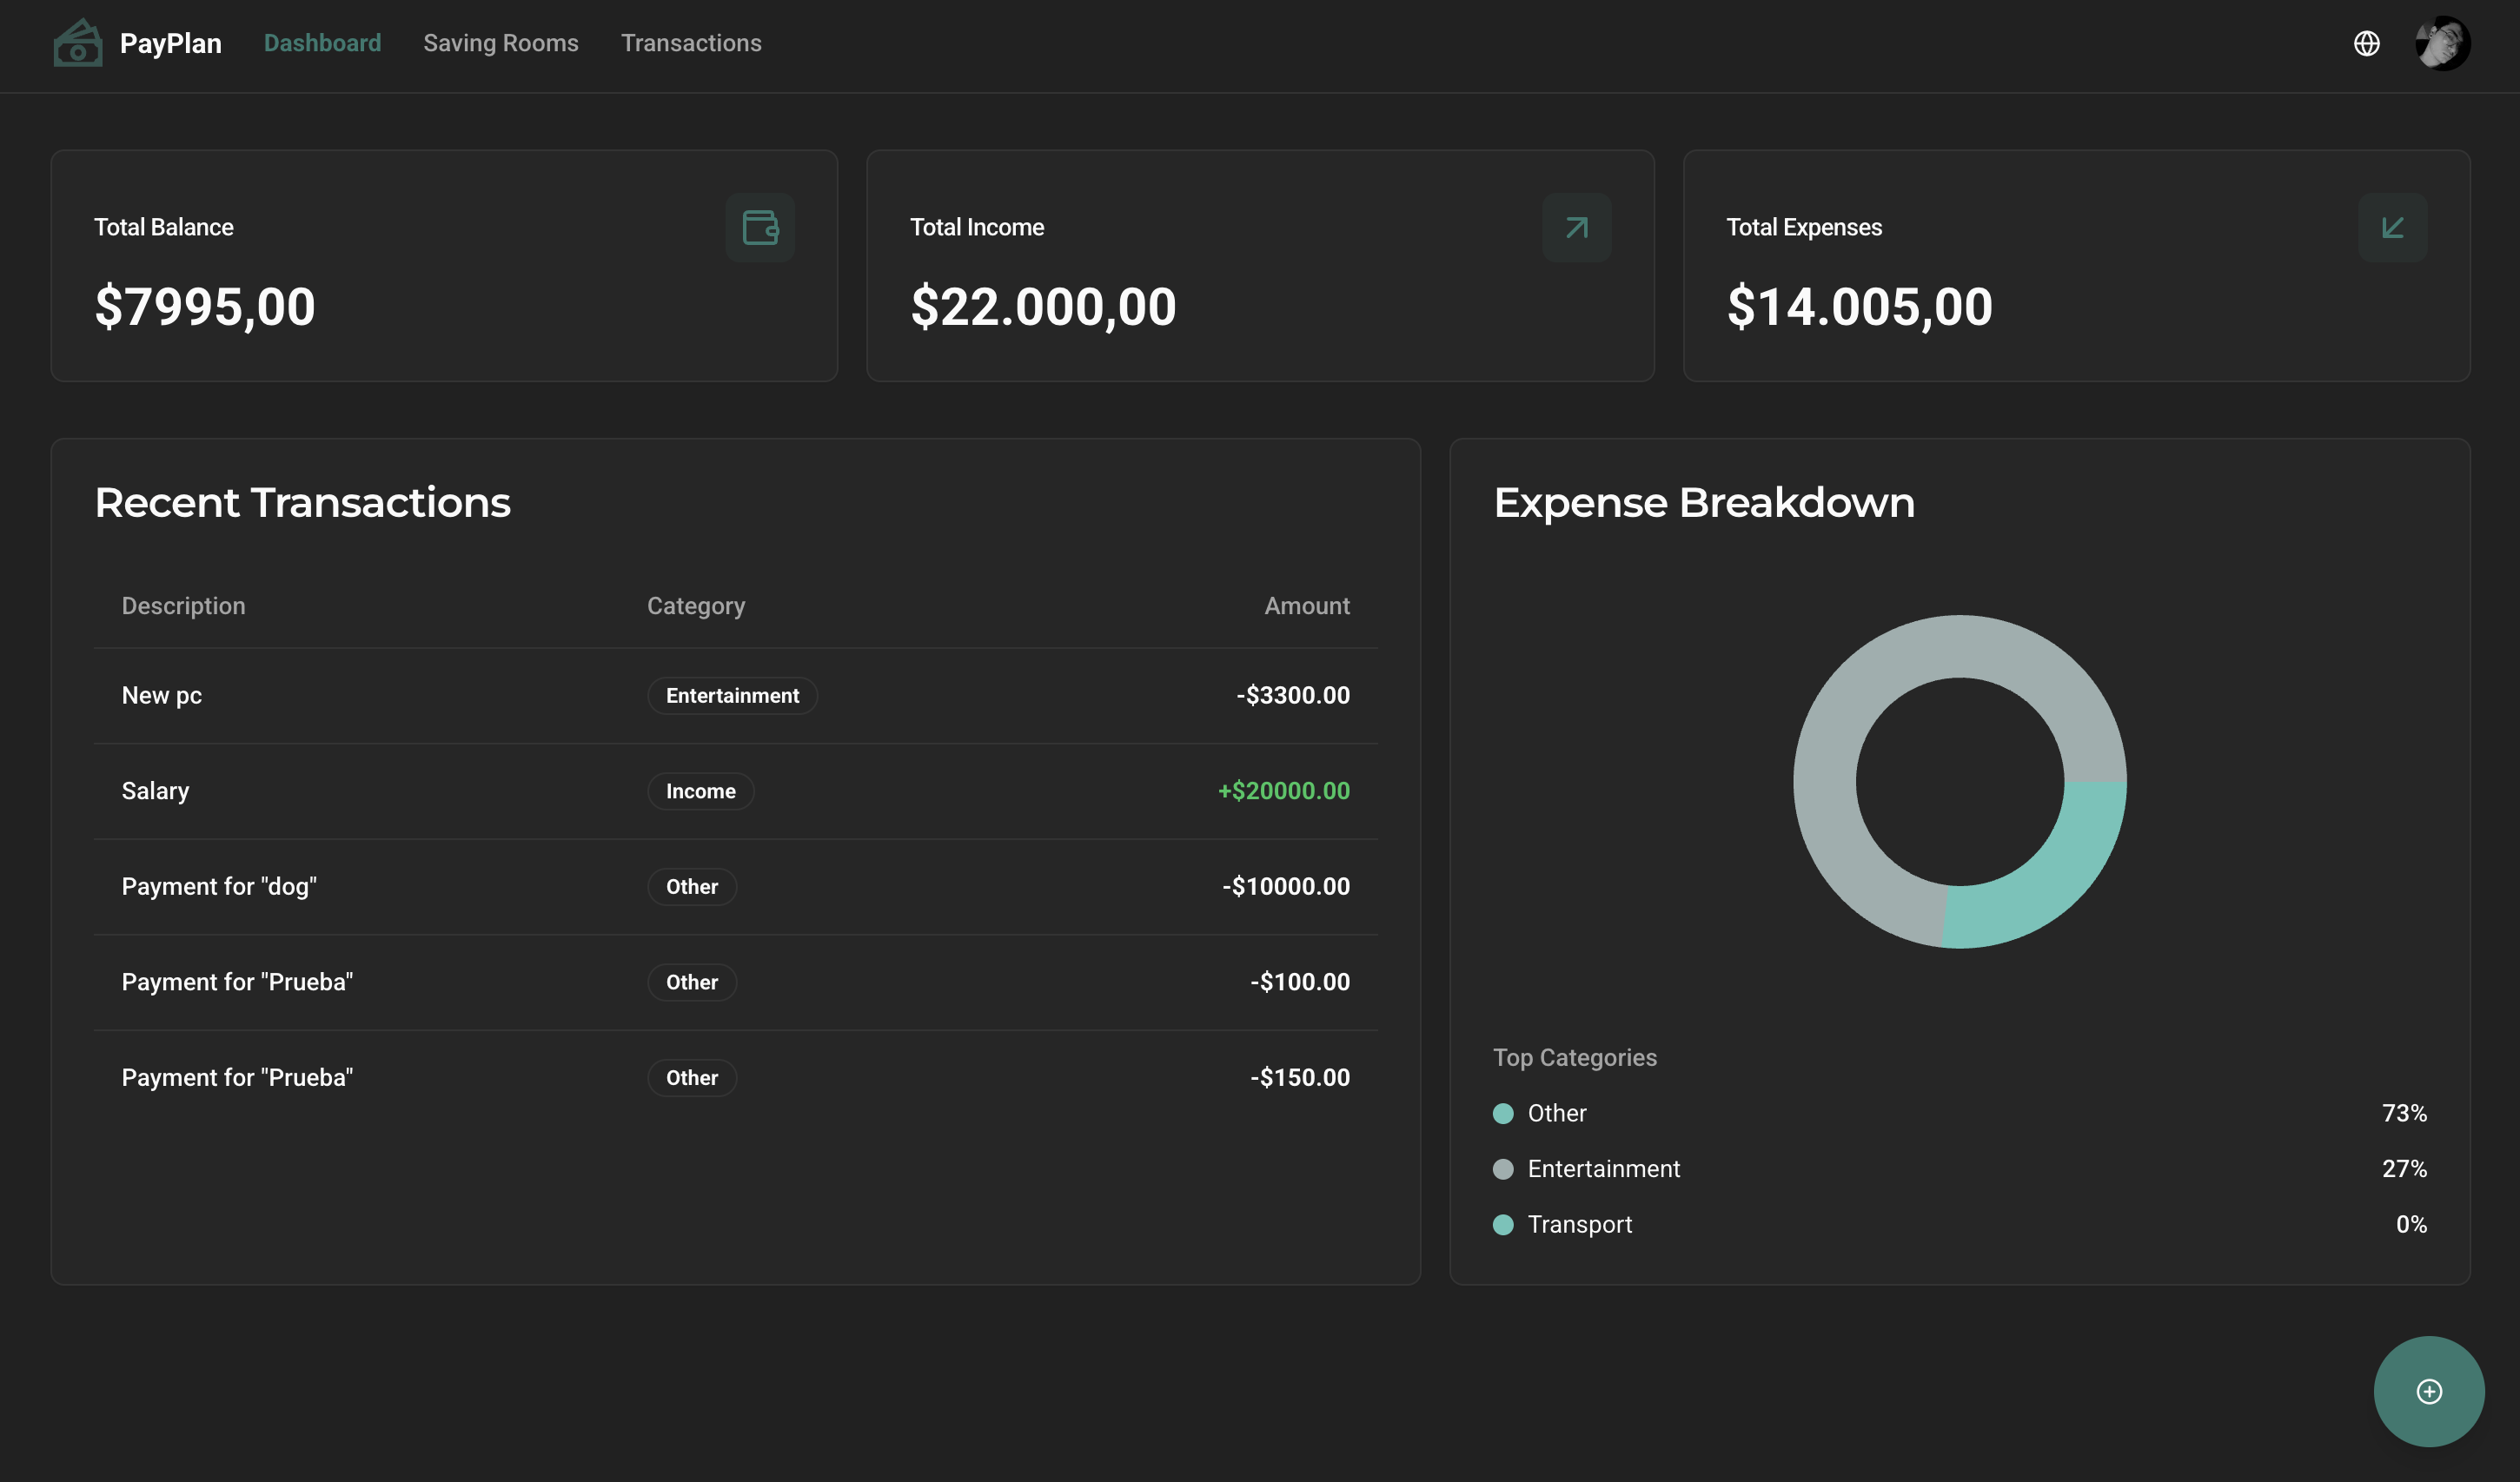 PayPlan Dashboard Saving Rooms Transactions
Total Balance
$7995,00
Total Income
$22.000,00
Total Expenses
$14.005,00
Recent Transactions
Description Category Amount
New pc Entertainment -$3300.00
Salary Income +$20000.00
Payment for "dog" Other -$10000.00
Payment for "Prueba" Other -$100.00
Payment for "Prueba" Other -$150.00
Expense Breakdown
Top Categories
Other 73%
Entertainment 27%
Transport 0%